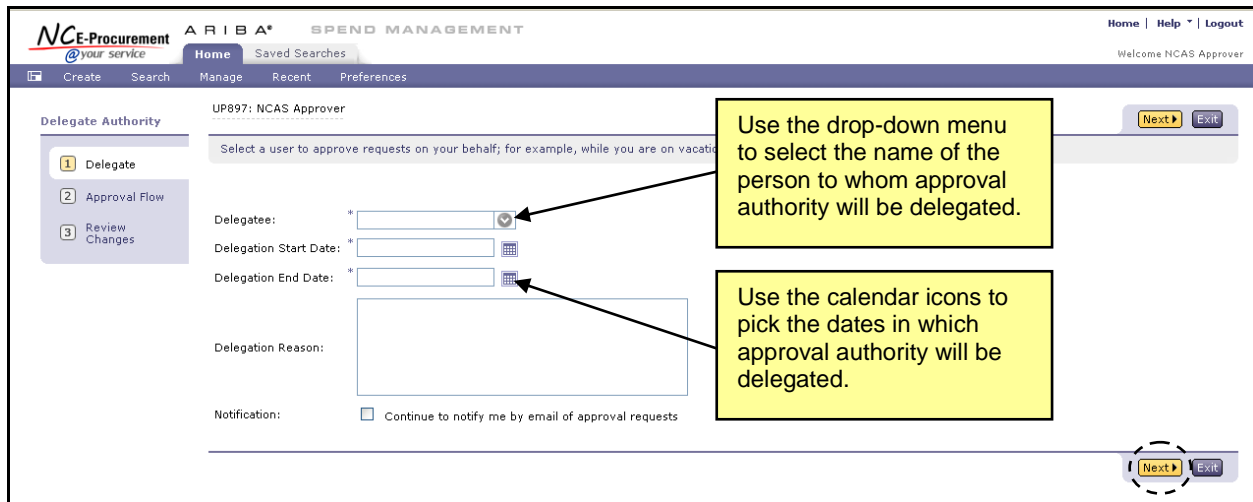 NCE-Procurement
@your service
ARIBA® SPEND MANAGEMENT
Home | Help | Logout
Home Saved Searches
Welcome NCAS Approver
Create Search Manage Recent Preferences
Delegate Authority
1 Delegate
2 Approval Flow
3 Review Changes
UP897: NCAS Approver
Next Exit
Select a user to approve requests on your behalf; for example, while you are on
Delegatee: *
Delegation Start Date: *
Delegation End Date: *
Delegation Reason:
Notification: Continue to notify me by email of approval requests
Use the drop-down menu
to select the name of the
person to whom approval
authority will be delegated.
Use the calendar icons to
pick the dates in which
approval authority will be
delegated.
Next Exit